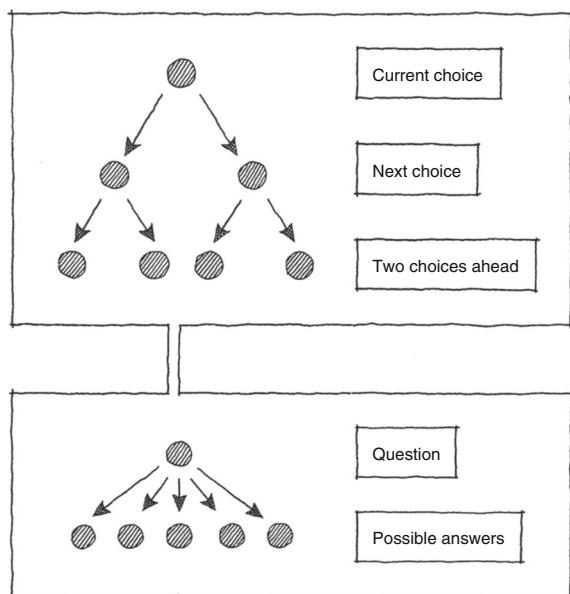 Current choice
Next choice
Two choices ahead
Question
Possible answers